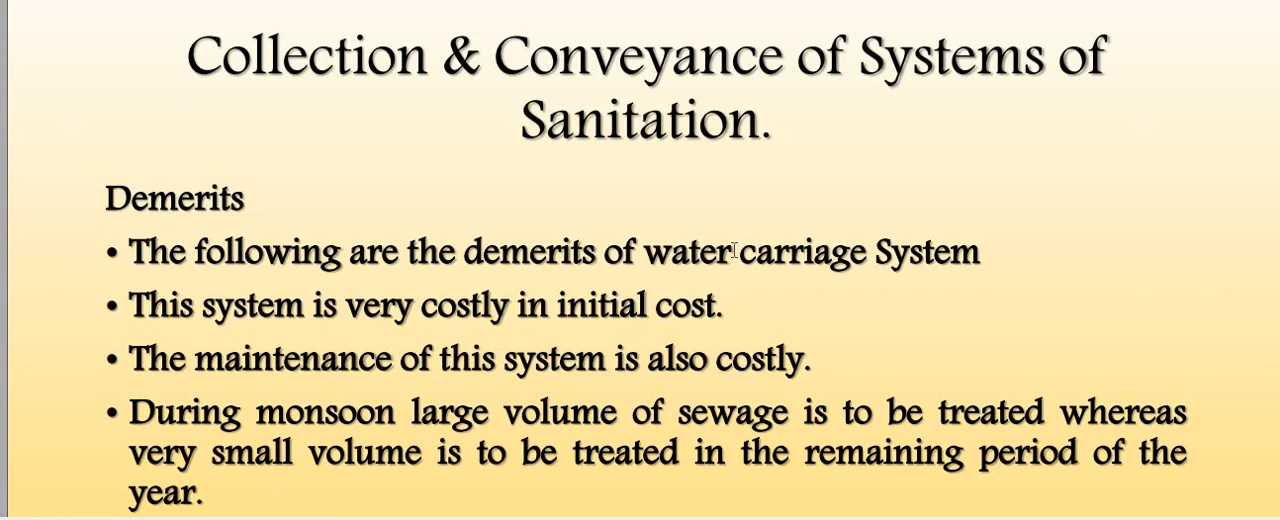 Collection & Conveyance of Systems of
Sanitation.
Demerits
• The following are the demerits of water carriage System
• This system is very costly in initial cost.
• The maintenance of this system is also costly.
• During monsoon large volume of sewage is to be treated whereas
very small volume is to be treated in the remaining period of the
year.